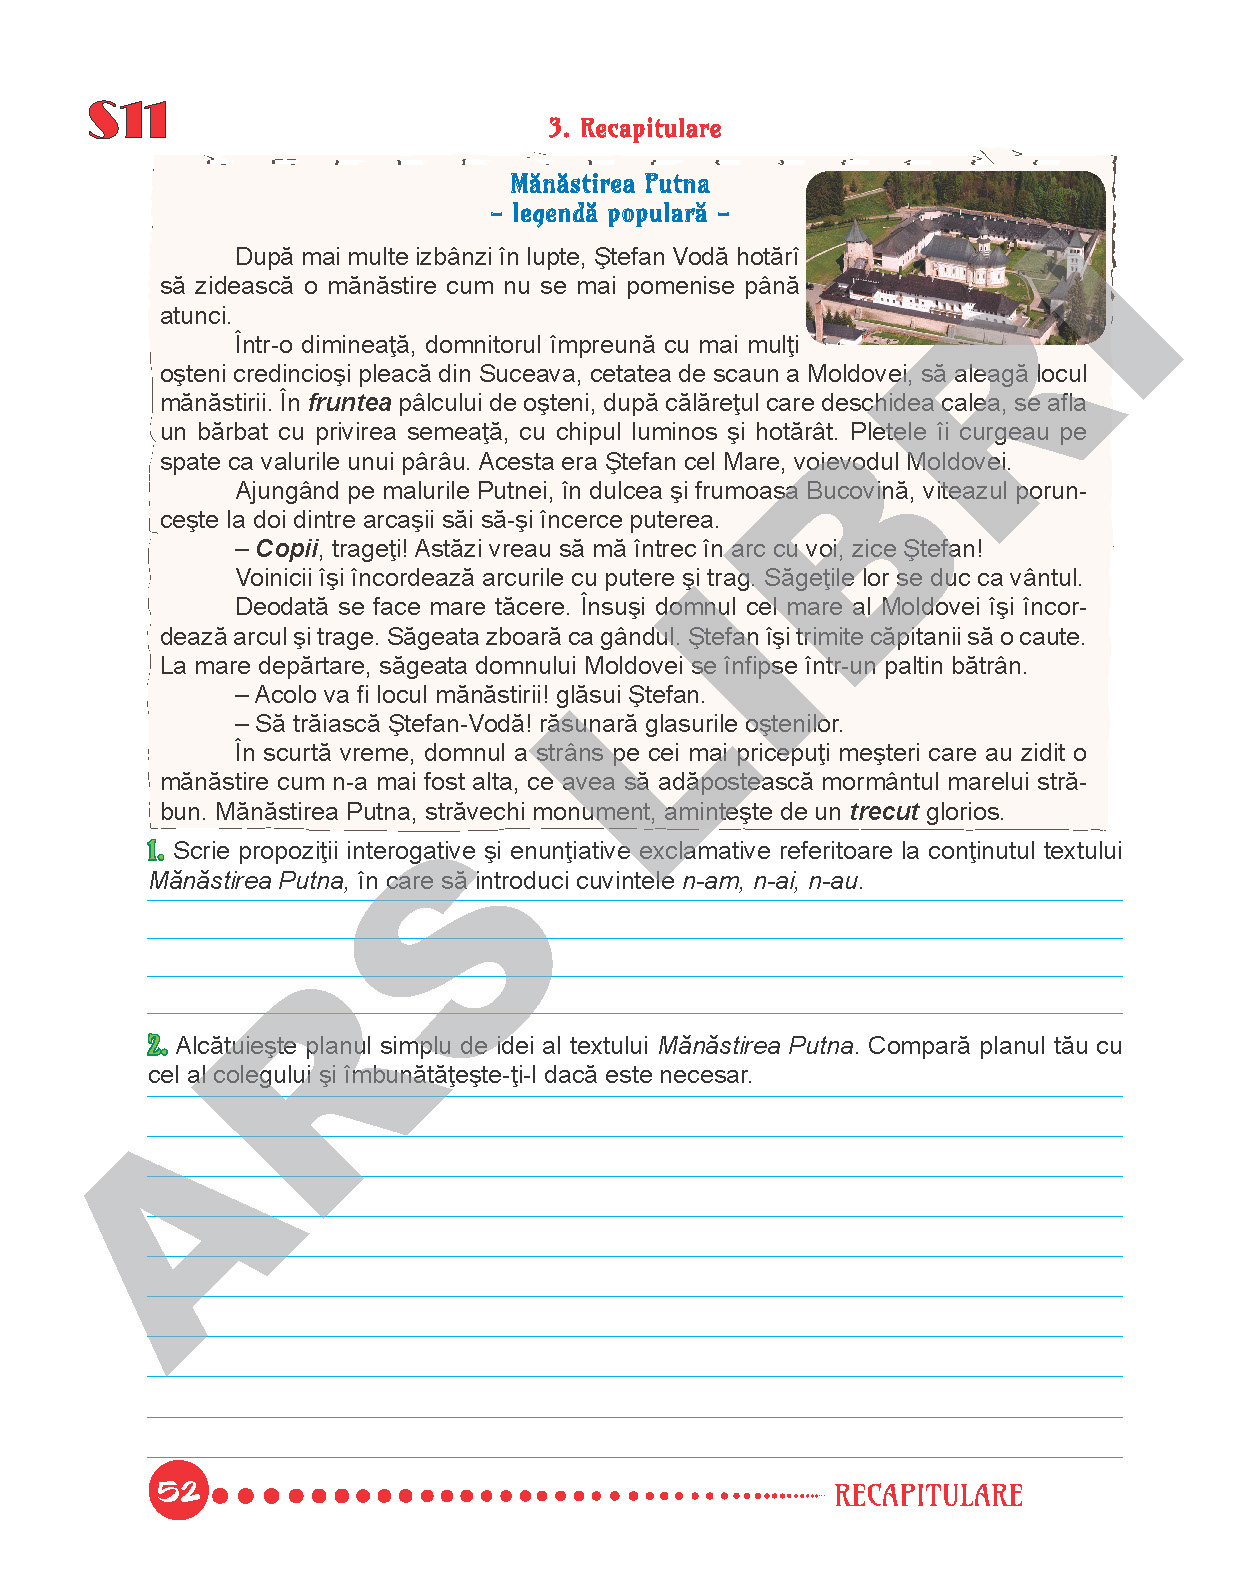 S11
3. Recapitulare
Mănăstirea Putna
– legendă populară –
După mai multe izbânzi în lupte, Ştefan Vodă hotărî
să zidească o mănăstire cum nu se mai pomenise până
atunci.
Într-o dimineaţă, domnitorul împreună cu mai mulţi
oşteni credincioşi pleacă din Suceava, cetatea de scaun a Moldovei, să aleagă locul
mănăstirii. În fruntea pâlcului de oşteni, după călăreţul care deschidea calea, se afla
un bărbat cu privirea semeaţă, cu chipul luminos şi hotărât. Pletele îi curgeau pe
spate ca valurile unui pârâu. Acesta era Ştefan cel Mare, voievodul Moldovei.
Ajungând pe malurile Putnei, în dulcea şi frumoasa Bucovină, viteazul porun-
ceşte la doi dintre arcaşii săi să-şi încerce puterea.
– Copii, trageţi! Astăzi vreau să mă întrec în arc cu voi, zice Ştefan!
Voinicii îşi încordează arcurile cu putere şi trag. Săgeţile lor se duc ca vântul.
Deodată se face mare tăcere. Însuşi domnul cel mare al Moldovei îşi încor-
dează arcul şi trage. Săgeata zboară ca gândul. Ştefan îşi trimite căpitanii să o caute.
La mare depărtare, săgeata domnului Moldovei se înfipse într-un paltin bătrân.
– Acolo va fi locul mănăstirii! glăsui Ştefan.
– Să trăiască Ştefan-Vodă! răsunară glasurile oştenilor.
În scurtă vreme, domnul a strâns pe cei mai pricepuţi meşteri care au zidit o
mănăstire cum n-a mai fost alta, ce avea să adăpostească mormântul marelui stră-
bun. Mănăstirea Putna, străvechi monument, aminteşte de un trecut glorios.
1. Scrie propoziţii interogative şi enunţiative exclamative referitoare la conţinutul textului
Mănăstirea Putna, în care să introduci cuvintele n-am, n-ai, n-au.
2. Alcătuieşte planul simplu de idei al textului Mănăstirea Putna. Compară planul tău cu
cel al colegului şi îmbunătăţeşte-ţi-l dacă este necesar.
ARS LIBRI
52
RECAPITULARE